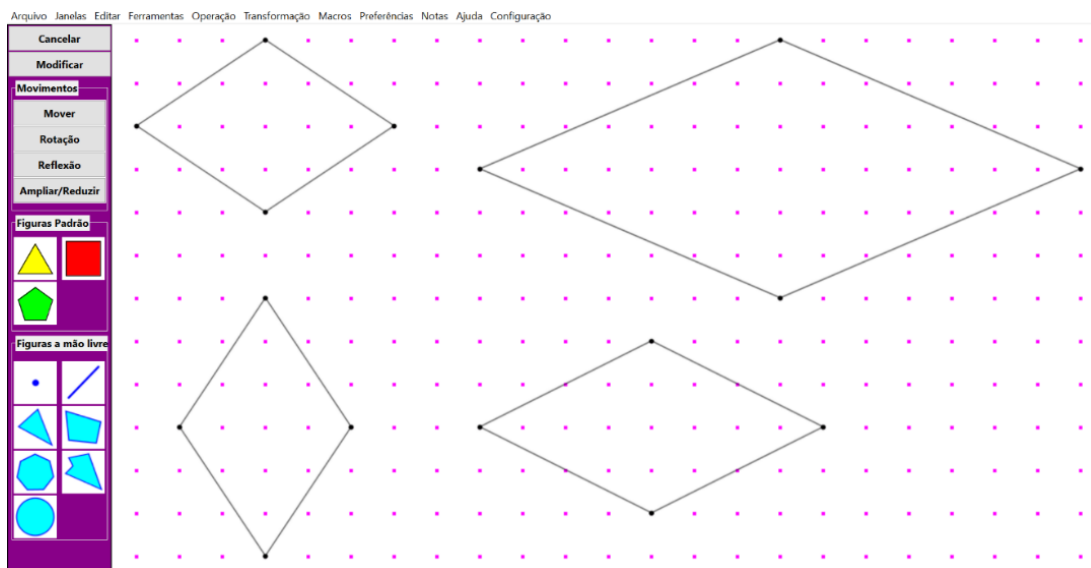 Arquivo Janelas Editar Ferramentas Operação Transformação Macros Preferências Notas Ajuda Configuração
Cancelar
Modificar
Movimentos
Mover
Rotação
Reflexão
Ampliar/Reduzir
Figuras Padrão
Figuras a mão livre